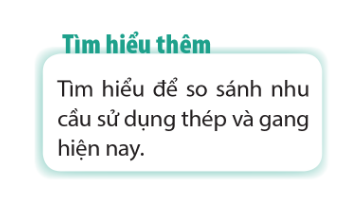 Tìm hiểu thêm
Tìm hiểu để so sánh nhu
cầu sử dụng thép và gang
hiện nay.